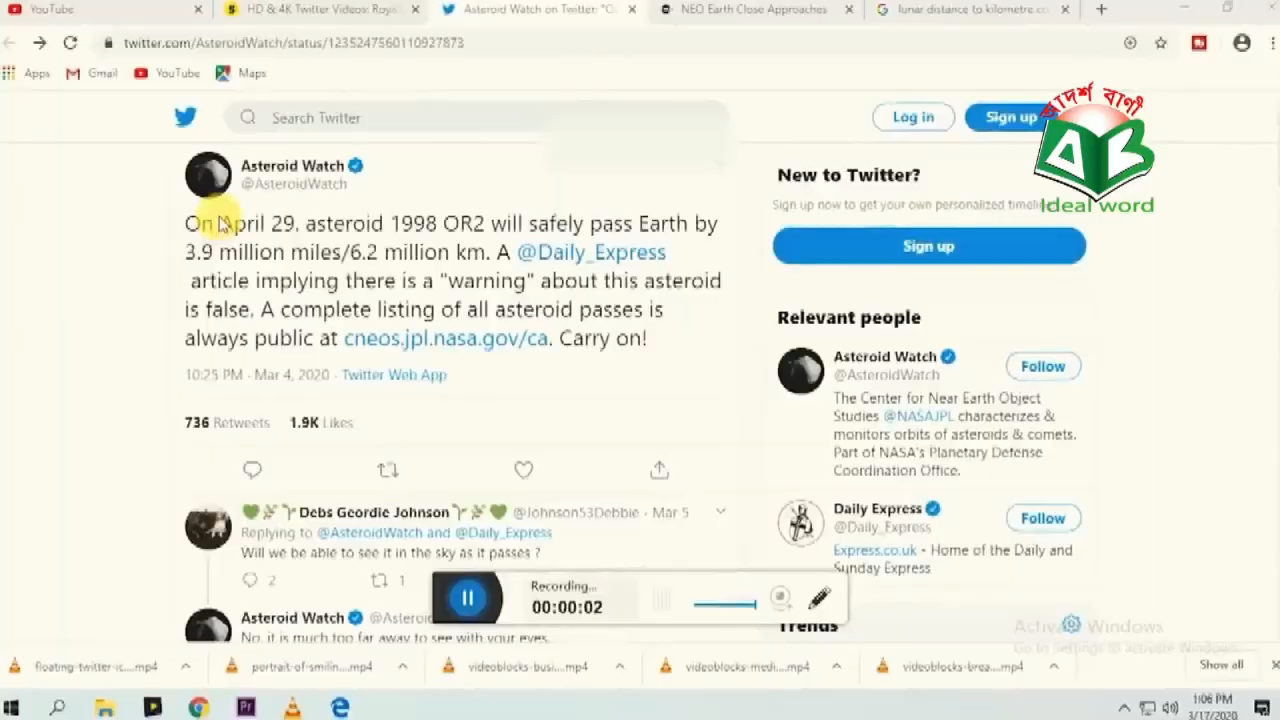 YouTube
HD & 4K Twitter Videos: Roya
Asteroid Watch on Twitter: "O
NEO Earth Close Approaches
lunar distance to kilometre
twitter.com/AsteroidWatch/status/1235247560110927873
Apps Gmail YouTube Maps
Search Twitter
Log in
Sign up
আদর্শ বাণী
Ideal word
Asteroid Watch
@AsteroidWatch
On April 29, asteroid 1998 OR2 will safely pass Earth by
3.9 million miles/6.2 million km. A @Daily_Express
article implying there is a "warning" about this asteroid
is false. A complete listing of all asteroid passes is
always public at cneos.jpl.nasa.gov/ca. Carry on!
10:25 PM · Mar 4, 2020 · Twitter Web App
736 Retweets 1.9K Likes
Debs Geordie Johnson @Johnson53Debbie · Mar 5
Replying to @AsteroidWatch and @Daily_Express
Will we be able to see it in the sky as it passes ?
2 1
Asteroid Watch
No, it is much too far away to see with your eyes.
New to Twitter?
Sign up now to get your own personalized
Sign up
Relevant people
Asteroid Watch
@AsteroidWatch
Follow
The Center for Near Earth Object
Studies @NASAJPL characterizes &
monitors orbits of asteroids & comets.
Part of NASA's Planetary Defense
Coordination Office.
Daily Express
@Daily_Express
Follow
Express.co.uk · Home of the Daily and
Sunday Express
Trends
Recording...
00:00:02
Activate Windows
Go to Settings to activate Windows.
floating-twitter-ic....mp4
portrait-of-smilin....mp4
videoblocks-busi....mp4
videoblocks-medi....mp4
videoblocks-brea....mp4
Show all
1:06 PM
3/17/2020